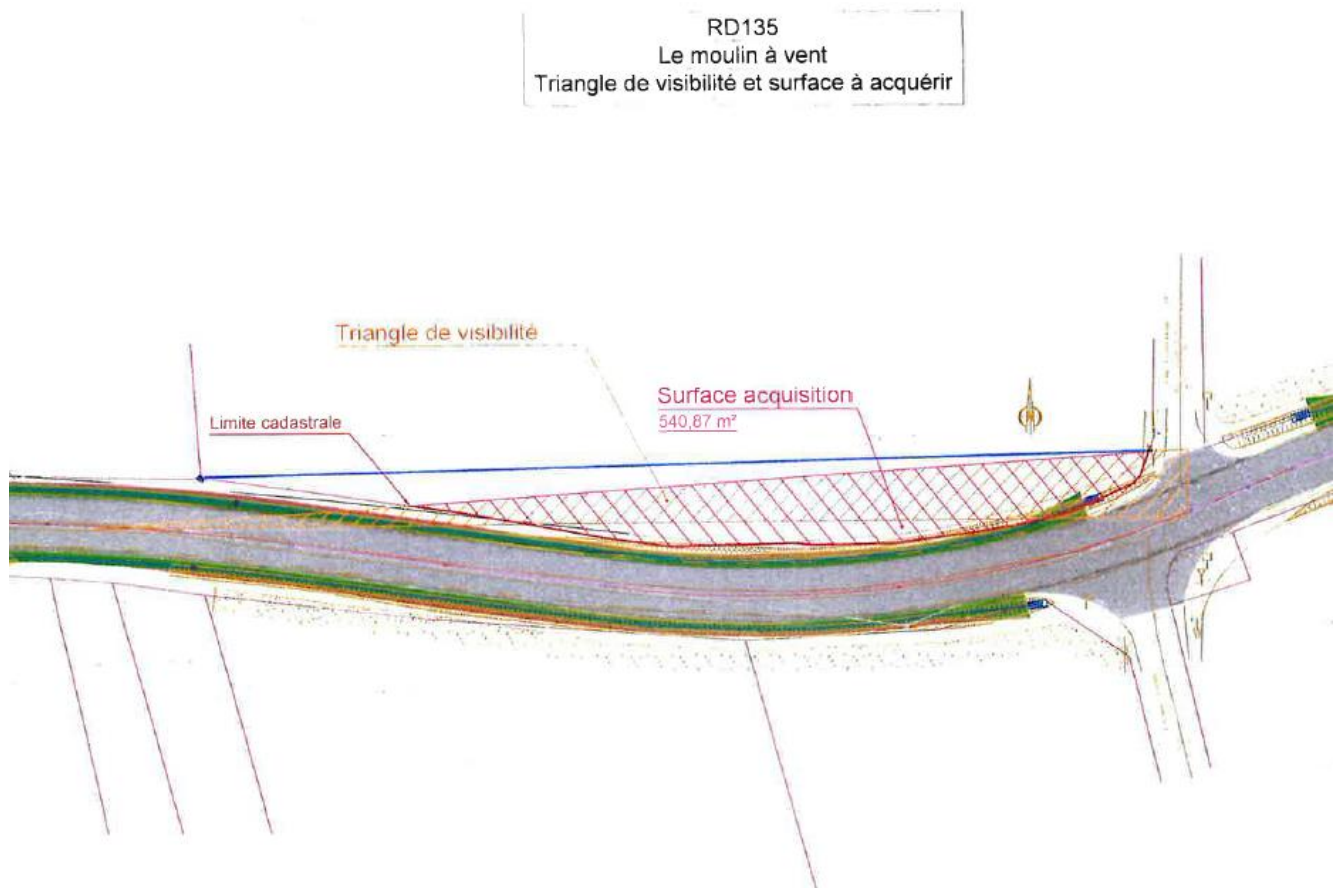 RD135
Le moulin à vent
Triangle de visibilité et surface à acquérir
Triangle de visibilité
Surface acquisition
540,87 m²
Limite cadastrale